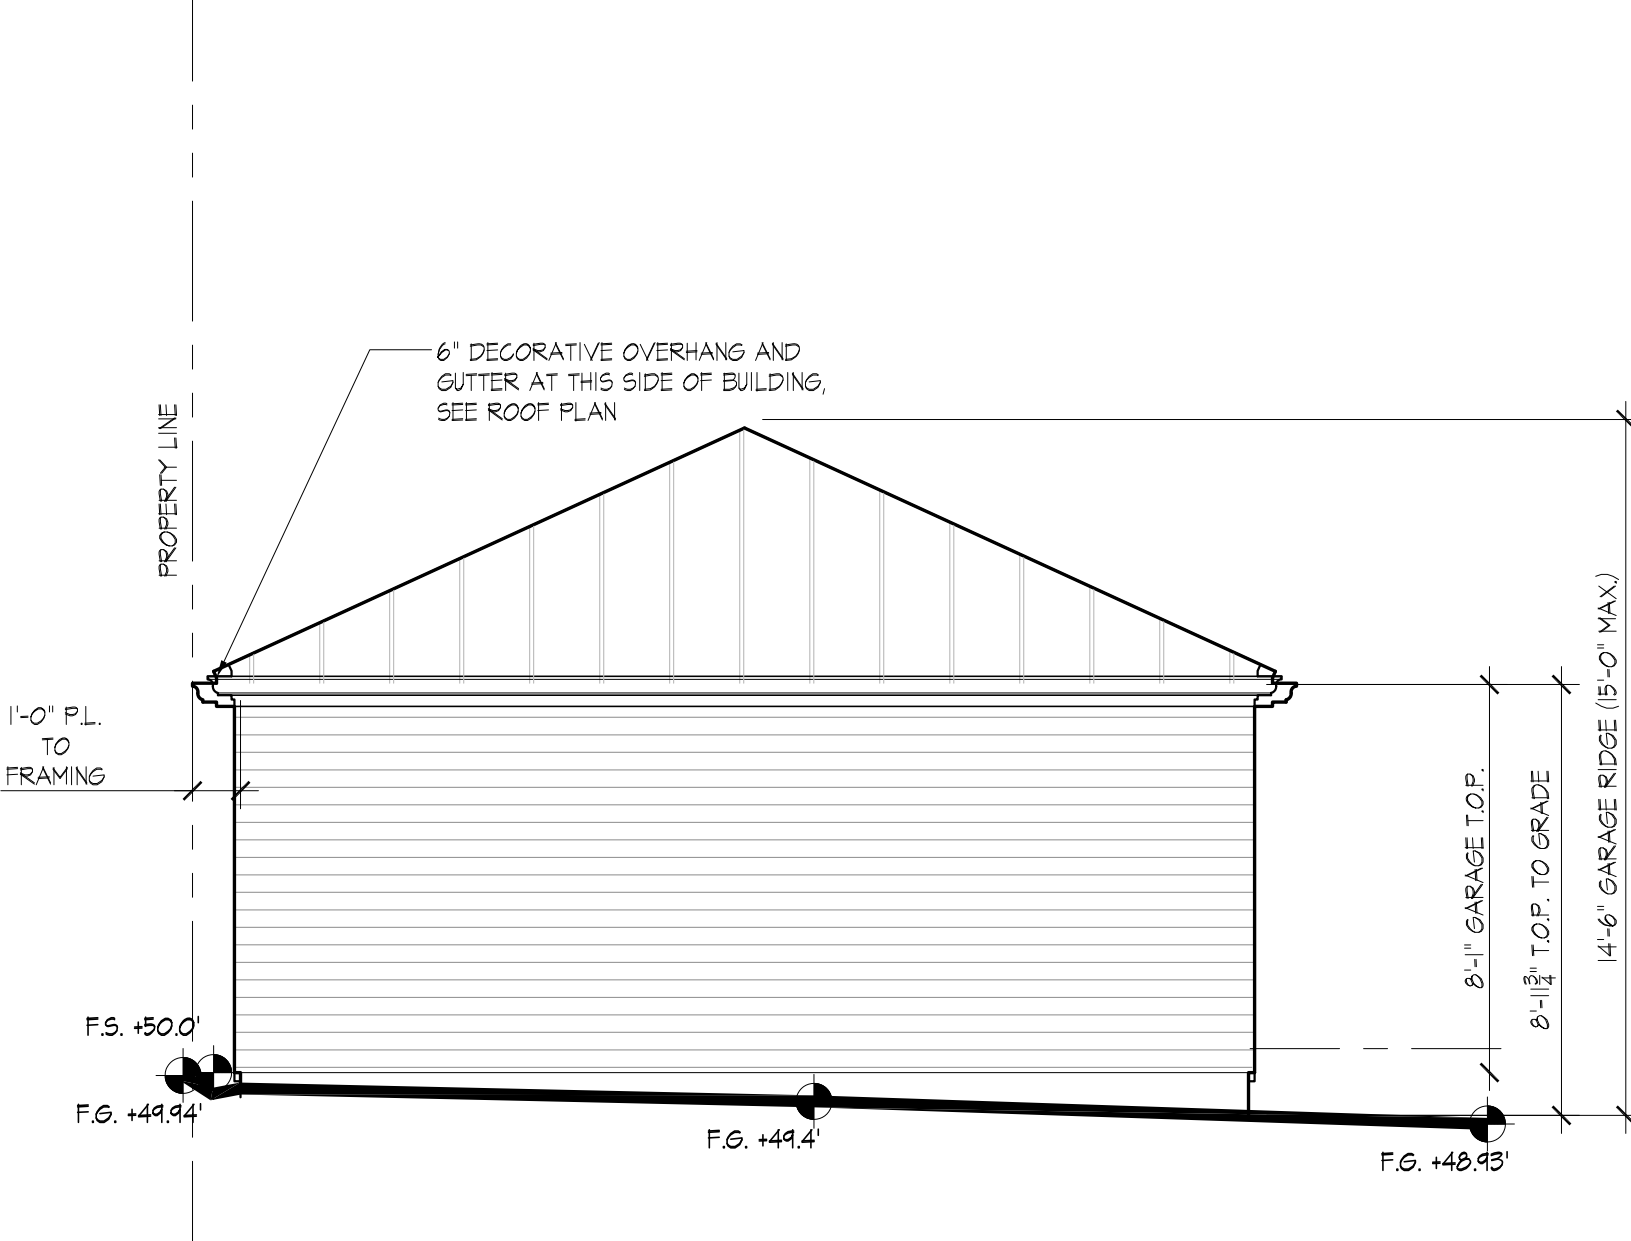 6" DECORATIVE OVERHANG AND
GUTTER AT THIS SIDE OF BUILDING,
SEE ROOF PLAN
PROPERTY LINE
1'-0" P.L.
TO
FRAMING
8'-1" GARAGE T.O.P.
8'-11 3/4" T.O.P. TO GRADE
14'-6" GARAGE RIDGE (15'-0" MAX.)
F.S. +50.0'
F.G. +49.94'
F.G. +49.4'
F.G. +48.93'